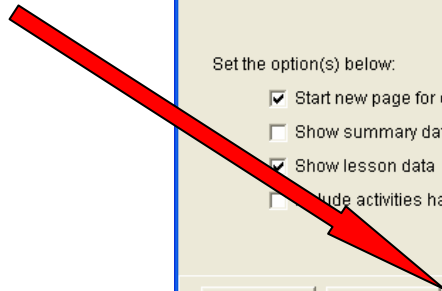 Set the option(s) below:
Start new page for
Show summary
Show lesson data
activities